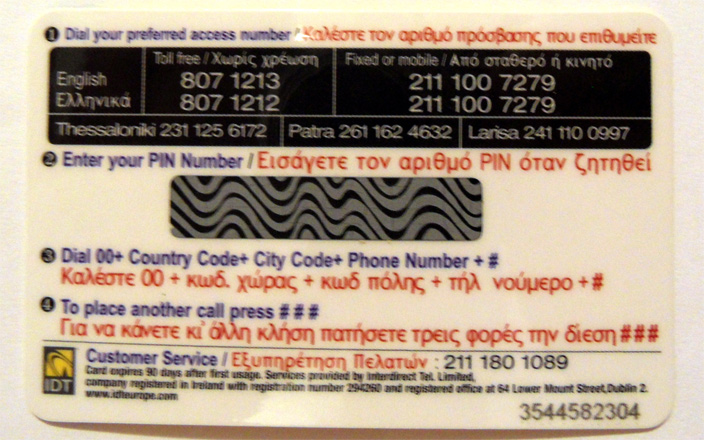 ❶ Dial your preferred access number / Καλέστε τον αριθμό πρόσβασης που επιθυμείτε
Toll free / Χωρίς χρέωση Fixed or mobile / Από σταθερό ή κινητό
English 807 1213 211 100 7279
Ελληνικά 807 1212 211 100 7279
Thessaloniki 231 125 6172 Patra 261 162 4632 Larisa 241 110 0997
❷ Enter your PIN Number / Εισάγετε τον αριθμό PIN όταν ζητηθεί
❸ Dial 00+ Country Code+ City Code+ Phone Number + #
Καλέστε 00 + κωδ. χώρας + κωδ πόλης + τήλ νούμερο + #
❹ To place another call press # # #
Για να κάνετε κι' άλλη κλήση πατήσετε τρεις φορές την δίεση ###
Customer Service / Εξυπηρέτηση Πελατών : 211 180 1089
Card expires 90 days after first usage. Services provided by Interdirect Tel. Limited,
company registered in Ireland with registration number 294260 and registered office at 64 Lower Mount Street, Dublin 2.
www.idteurope.com
IDT
3544582304